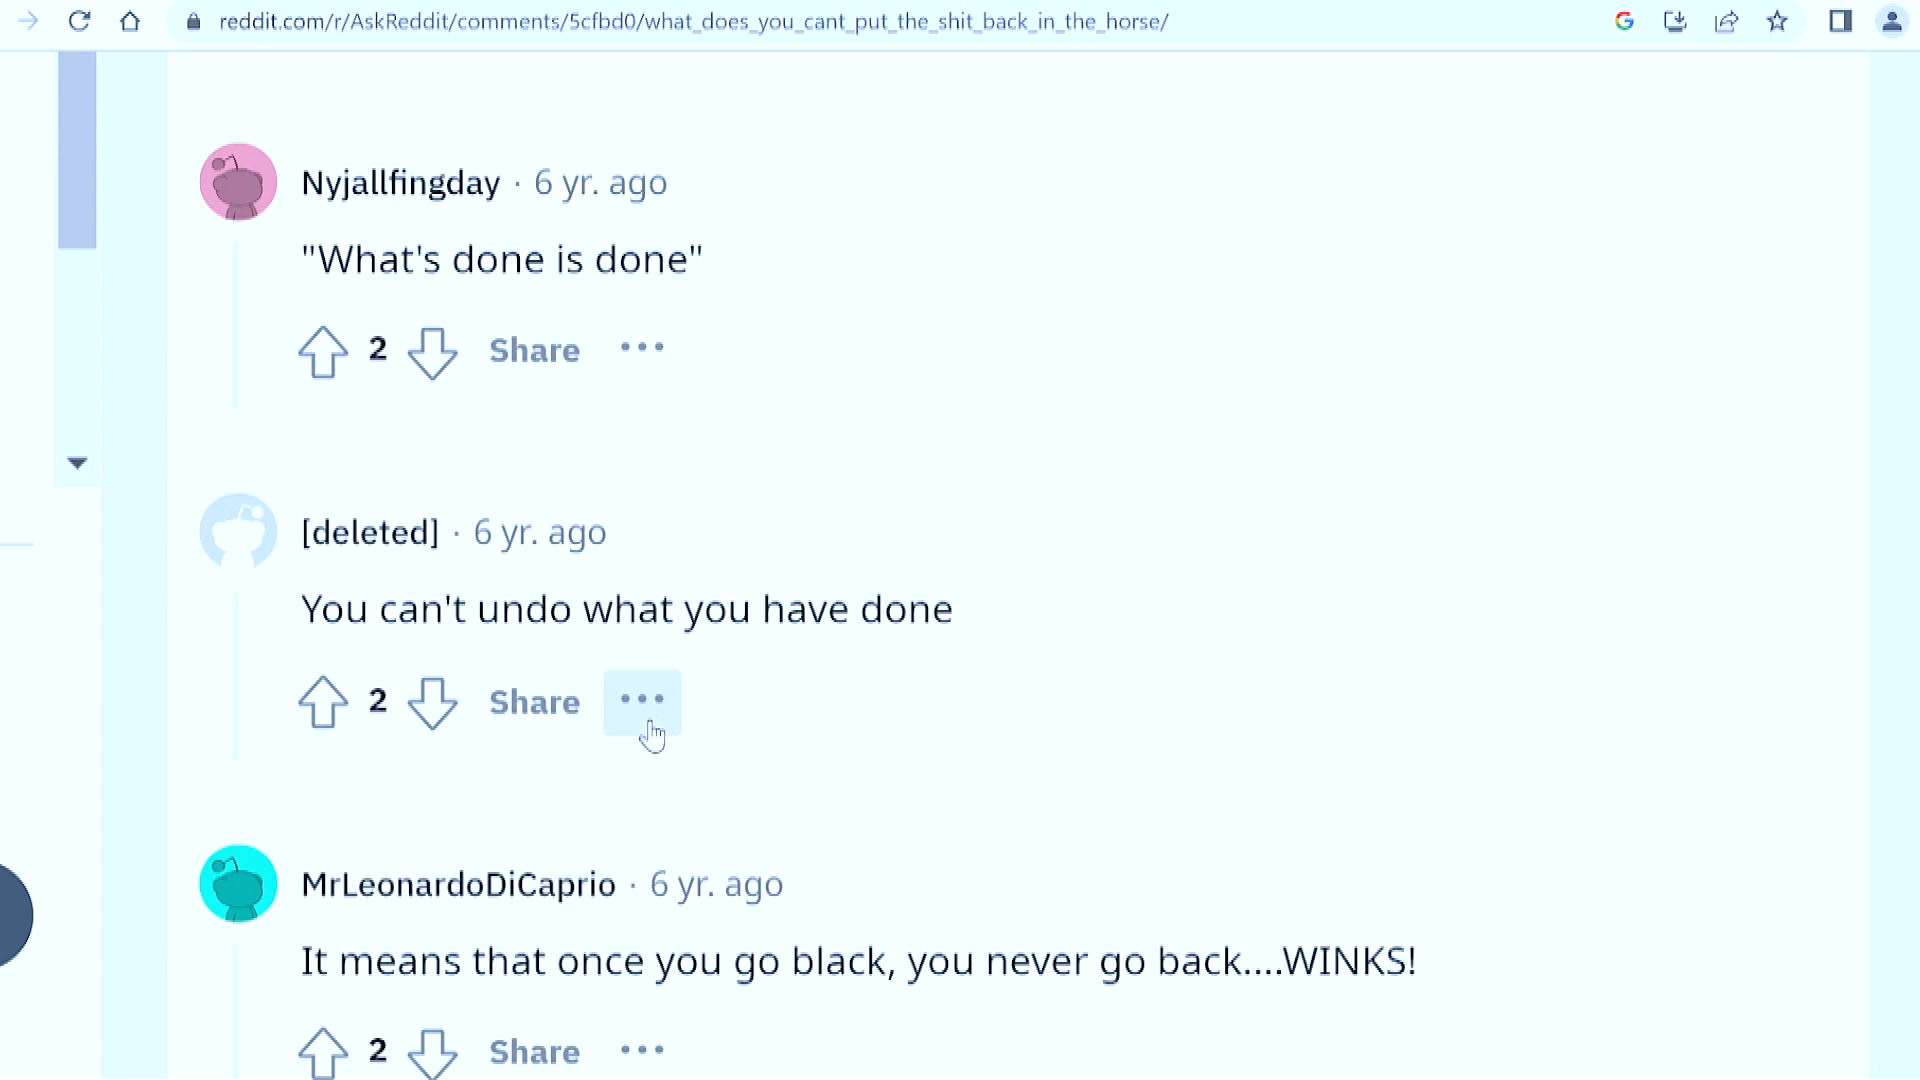 reddit.com/r/AskReddit/comments/5cfbd0/what_does_you_cant_put_the_shit_back_in_the_horse/
Nyjallfingday · 6 yr. ago
"What's done is done"
2 Share ...
[deleted] · 6 yr. ago
You can't undo what you have done
2 Share ...
MrLeonardoDiCaprio · 6 yr. ago
It means that once you go black, you never go back....WINKS!
2 Share ...